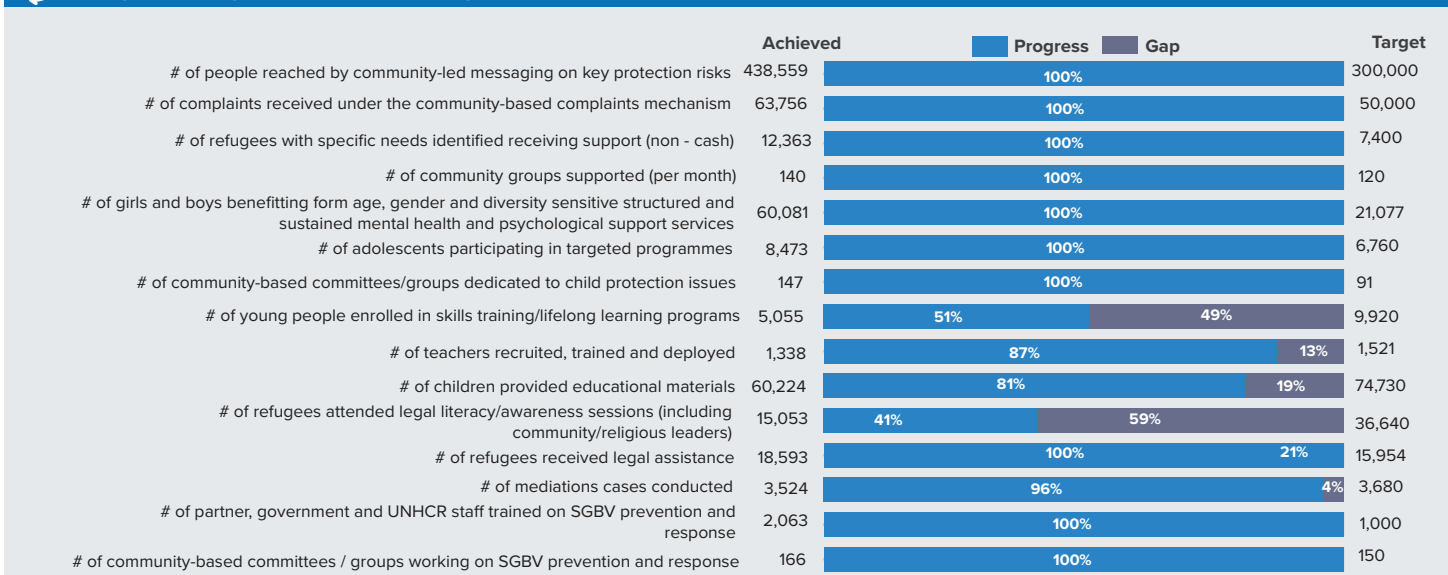 Achieved Progress Gap Target
# of people reached by community-led messaging on key protection risks 438,559 100% 300,000
# of complaints received under the community-based complaints mechanism 63,756 100% 50,000
# of refugees with specific needs identified receiving support (non - cash) 12,363 100% 7,400
# of community groups supported (per month) 140 100% 120
# of girls and boys benefitting form age, gender and diversity sensitive structured and
sustained mental health and psychological support services 60,081 100% 21,077
# of adolescents participating in targeted programmes 8,473 100% 6,760
# of community-based committees/groups dedicated to child protection issues 147 100% 91
# of young people enrolled in skills training/lifelong learning programs 5,055 51% 49% 9,920
# of teachers recruited, trained and deployed 1,338 87% 13% 1,521
# of children provided educational materials 60,224 81% 19% 74,730
# of refugees attended legal literacy/awareness sessions (including
community/religious leaders) 15,053 41% 59% 36,640
# of refugees received legal assistance 18,593 100% 21% 15,954
# of mediations cases conducted 3,524 96% 4% 3,680
# of partner, government and UNHCR staff trained on SGBV prevention and
response 2,063 100% 1,000
# of community-based committees / groups working on SGBV prevention and response 166 100% 150